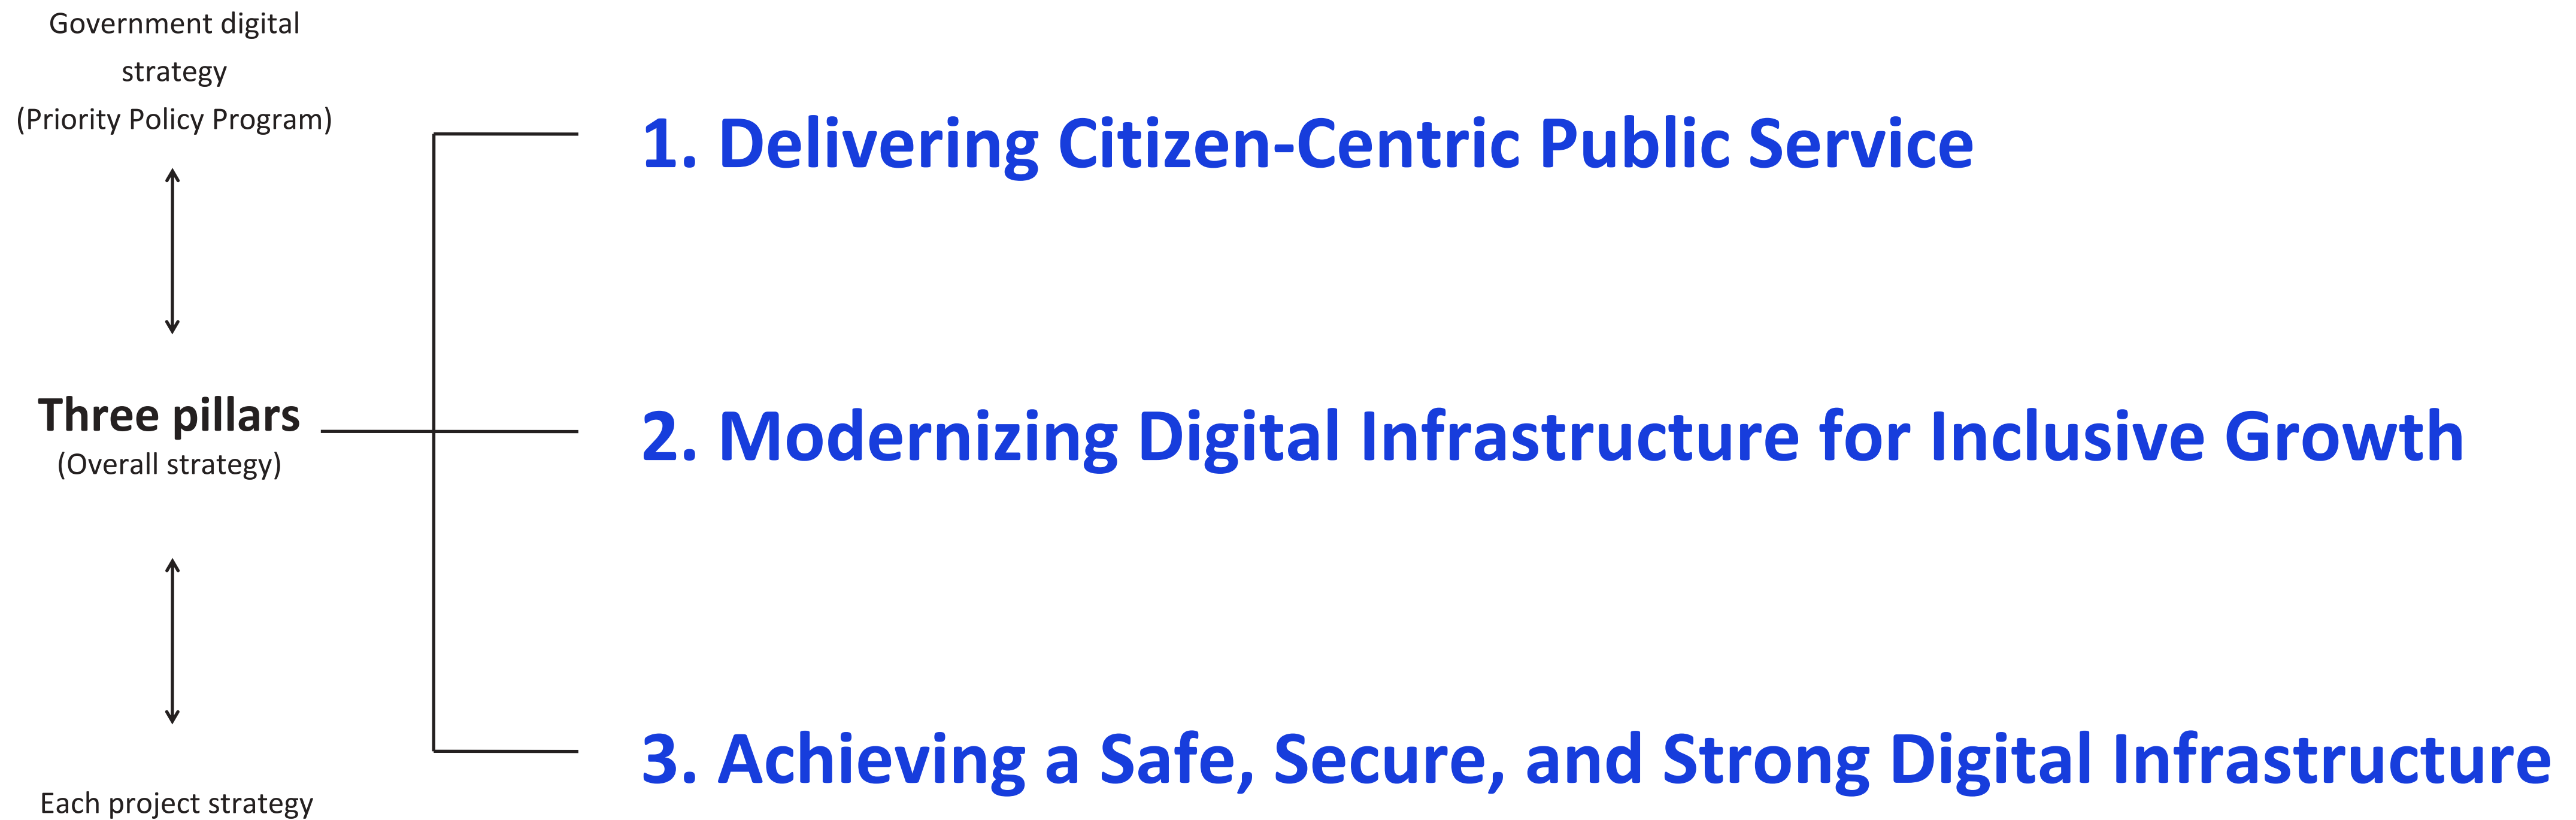 Government digital
strategy
(Priority Policy Program)
Three pillars
(Overall strategy)
Each project strategy
1. Delivering Citizen-Centric Public Service
2. Modernizing Digital Infrastructure for Inclusive Growth
3. Achieving a Safe, Secure, and Strong Digital Infrastructure